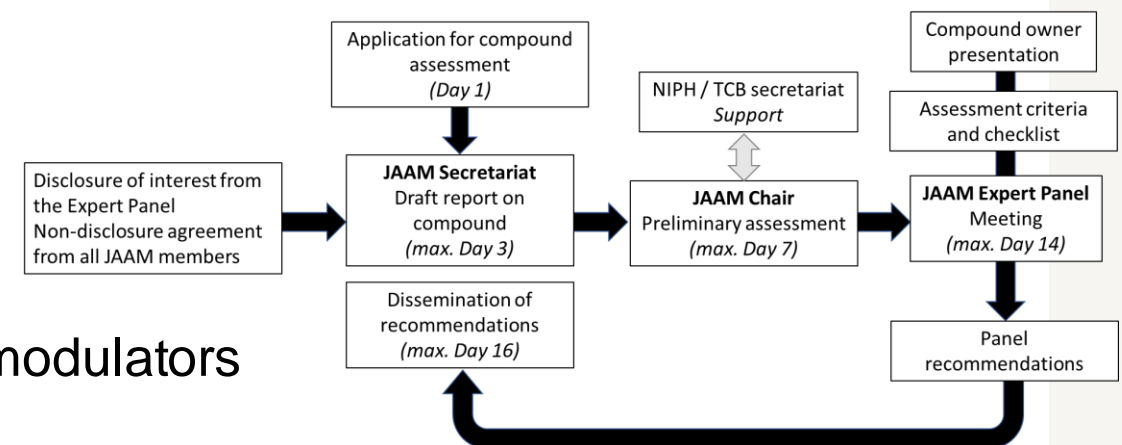 Application for compound
assessment
(Day 1)
Compound owner
presentation
NIPH / TCB secretariat
Support
Assessment criteria
and checklist
Disclosure of interest from
the Expert Panel
Non-disclosure agreement
from all JAAM members
JAAM Secretariat
Draft report on
compound
(max. Day 3)
JAAM Chair
Preliminary assessment
(max. Day 7)
JAAM Expert Panel
Meeting
(max. Day 14)
Dissemination of
recommendations
(max. Day 16)
Panel
recommendations
modulators